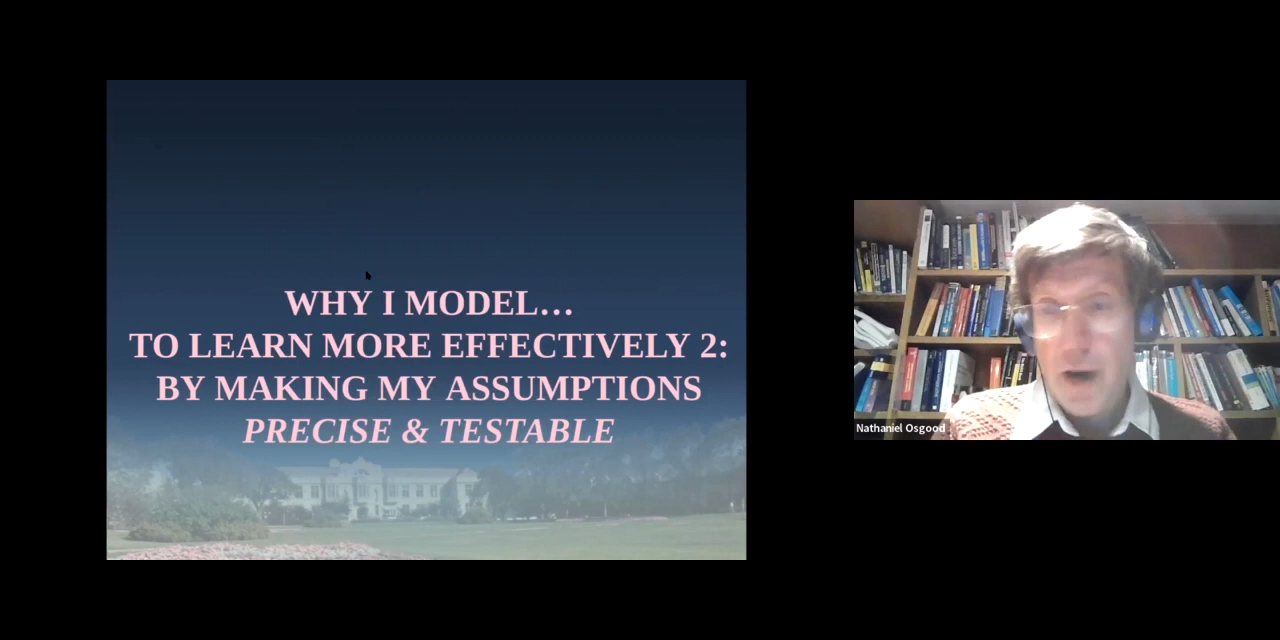 WHY I MODEL…
TO LEARN MORE EFFECTIVELY 2:
BY MAKING MY ASSUMPTIONS
PRECISE & TESTABLE
Nathaniel Osgood